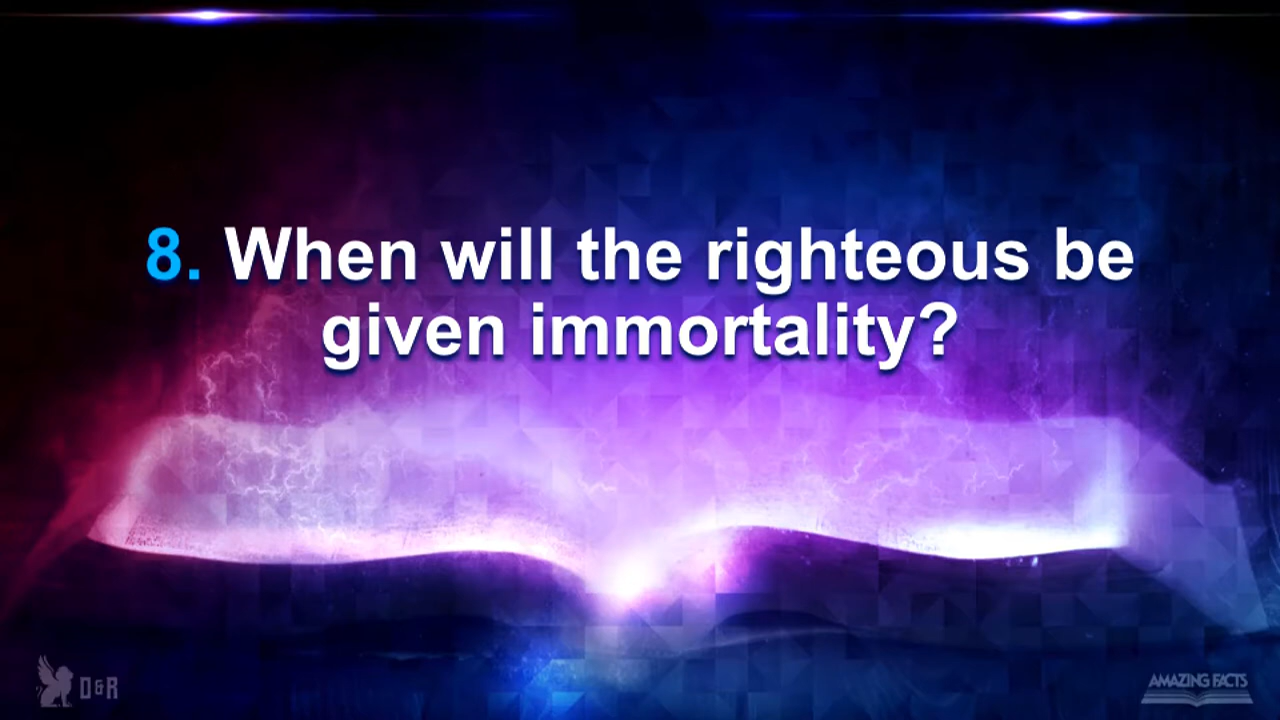 8. When will the righteous be
given immortality?
D&R
AMAZING FACTS